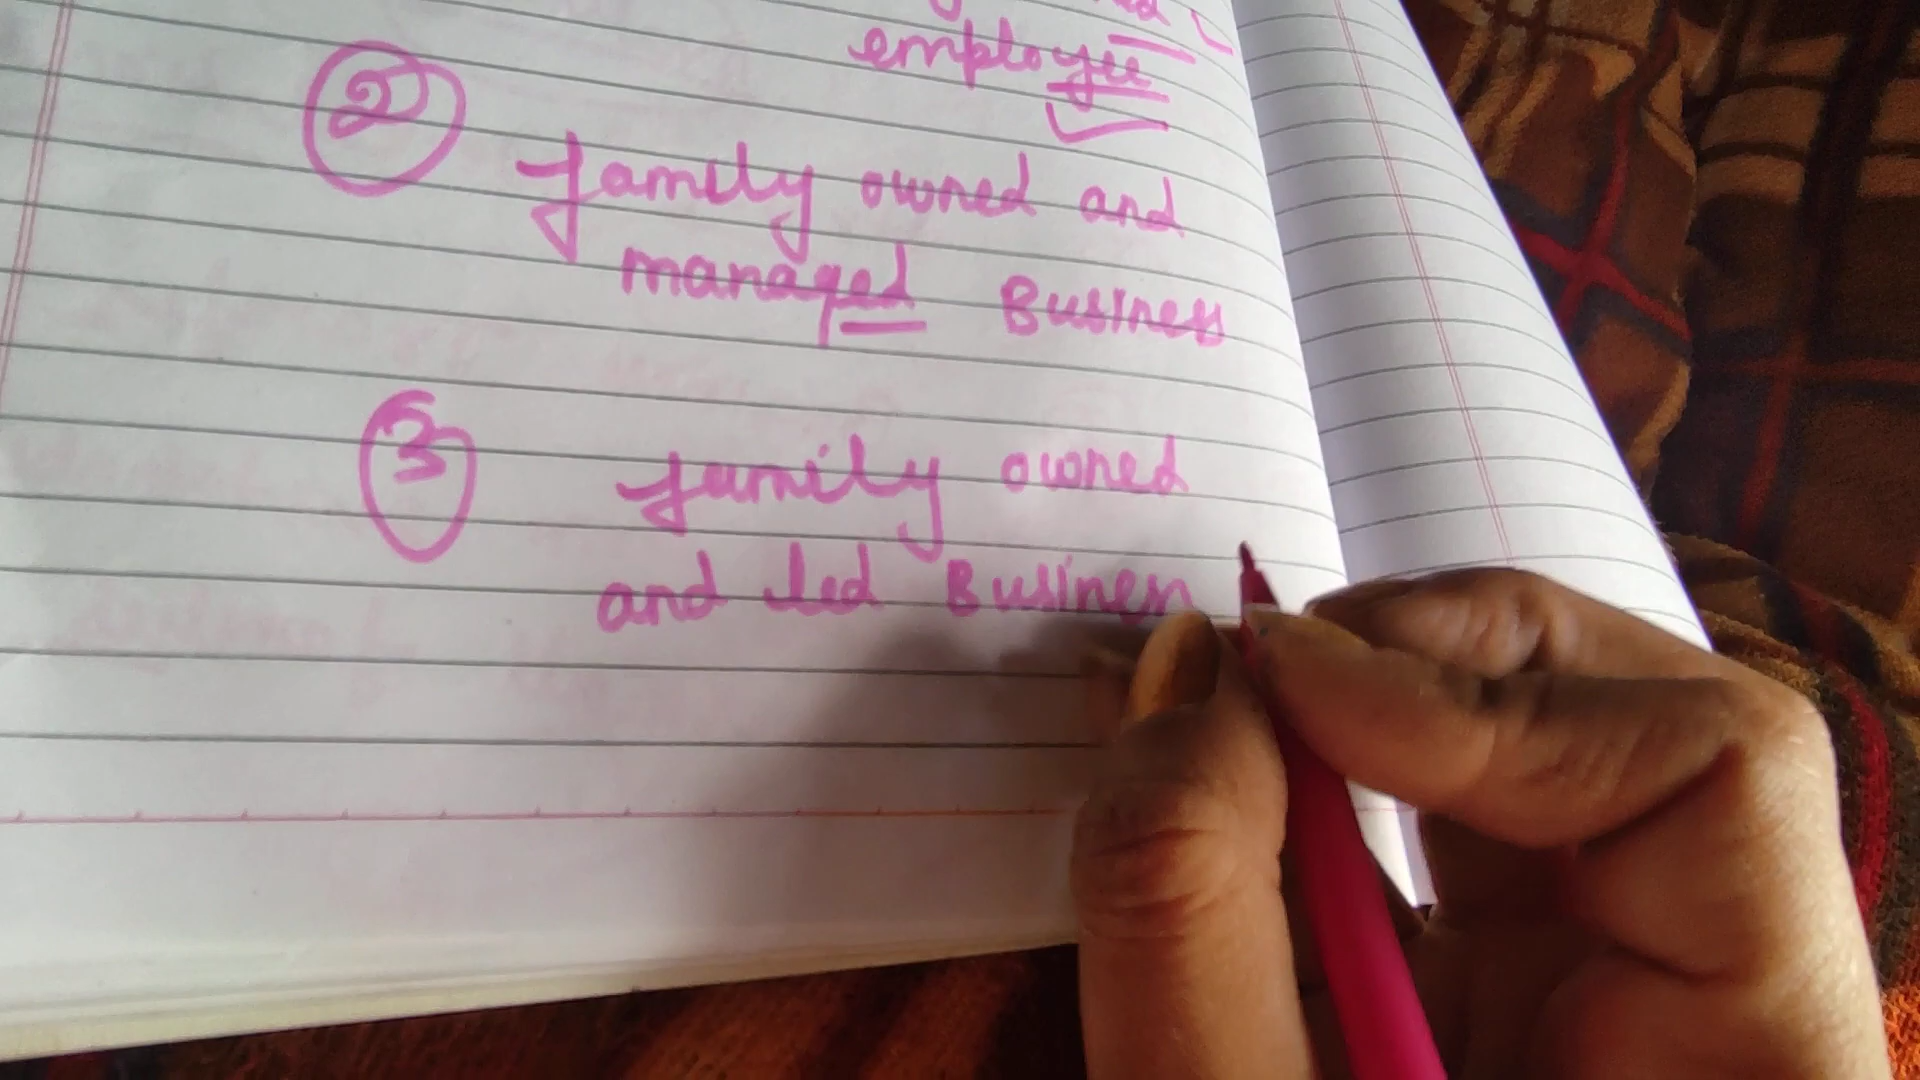 employee
2
family owned and
managed Business
3
family owned
and led Business